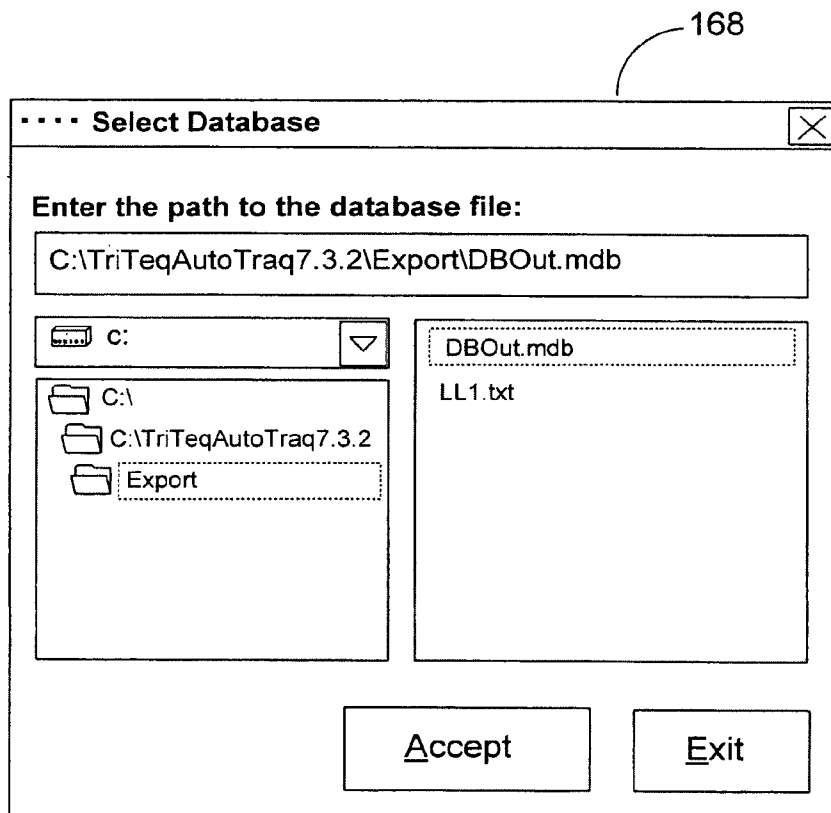 168
···· Select Database
Enter the path to the database file:
C:\TriTeqAutoTraq7.3.2\Export\DBOut.mdb
c:
C:\
C:\TriTeqAutoTraq7.3.2
Export
DBOut.mdb
LL1.txt
Accept
Exit